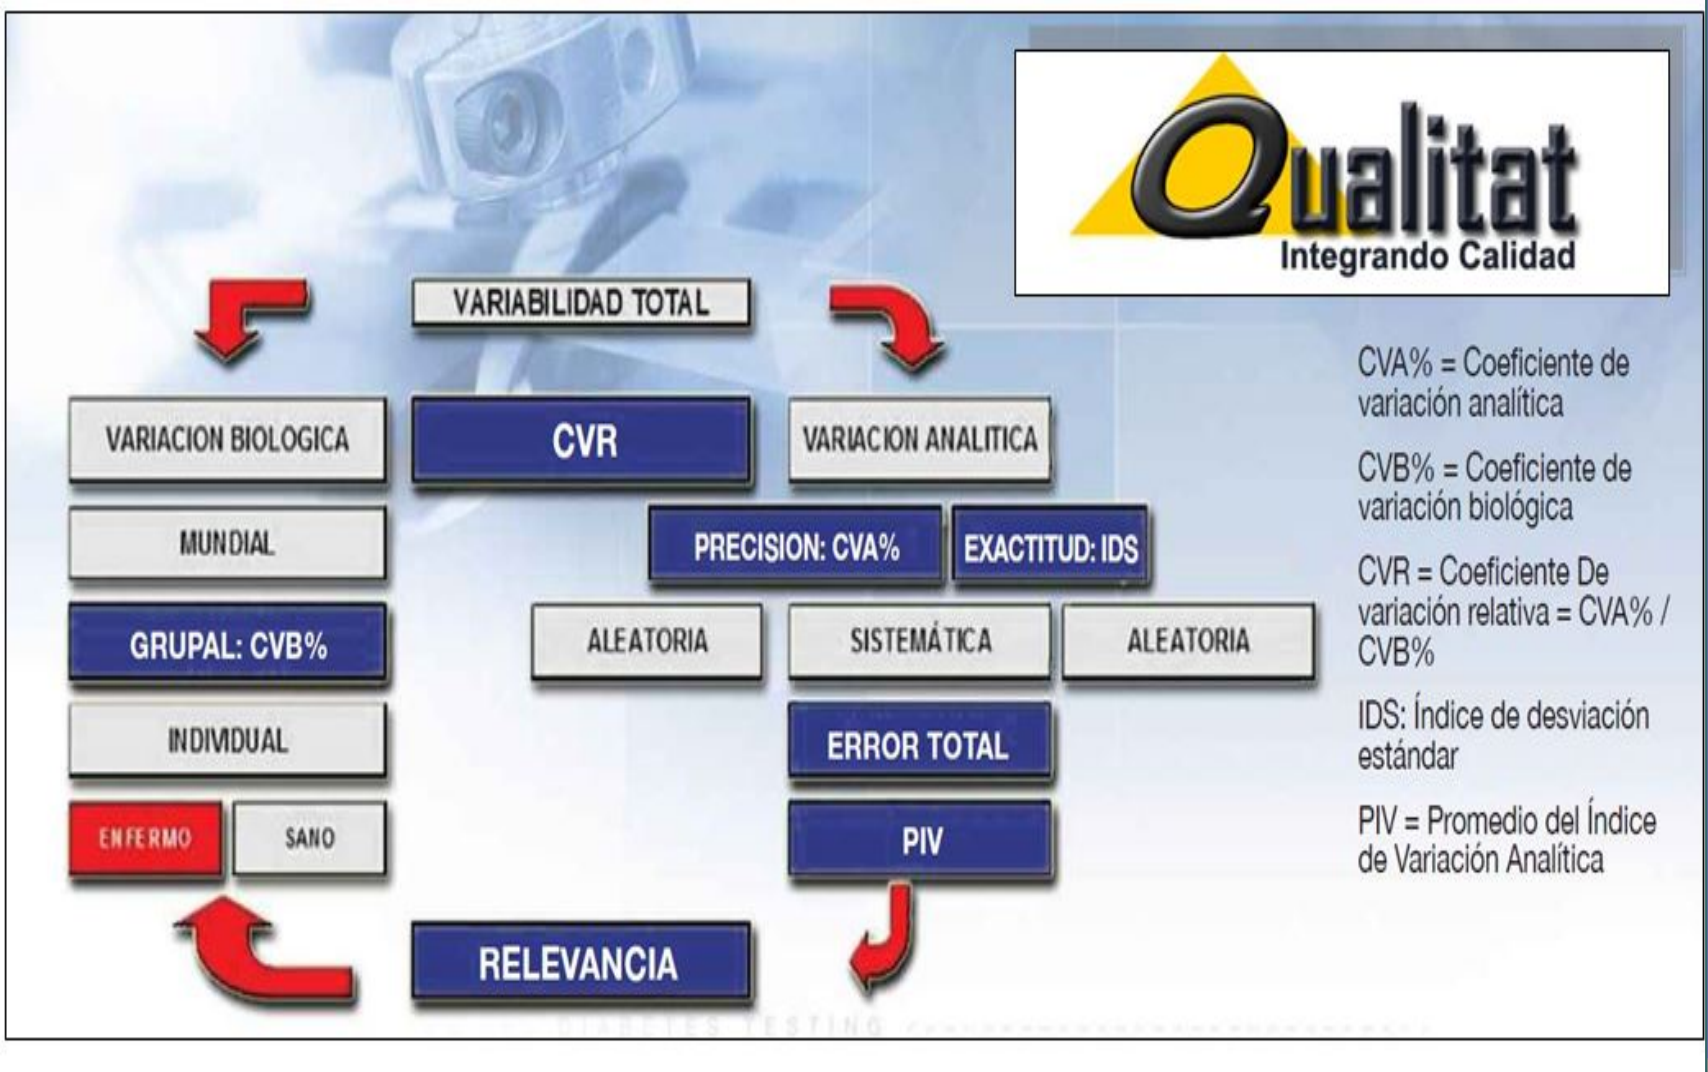 Qualitat
Integrando Calidad
VARIABILIDAD TOTAL
VARIACION BIOLOGICA
CVR
VARIACION ANALITICA
MUNDIAL
PRECISION: CVA%
EXACTITUD: IDS
GRUPAL: CVB%
ALEATORIA
SISTEMÁTICA
ALEATORIA
INDIVIDUAL
ERROR TOTAL
ENFERMO
SANO
PIV
RELEVANCIA
DIABETES TESTING
CVA% = Coeficiente de
variación analítica
CVB% = Coeficiente de
variación biológica
CVR = Coeficiente De
variación relativa = CVA% /
CVB%
IDS: Índice de desviación
estándar
PIV = Promedio del Índice
de Variación Analítica